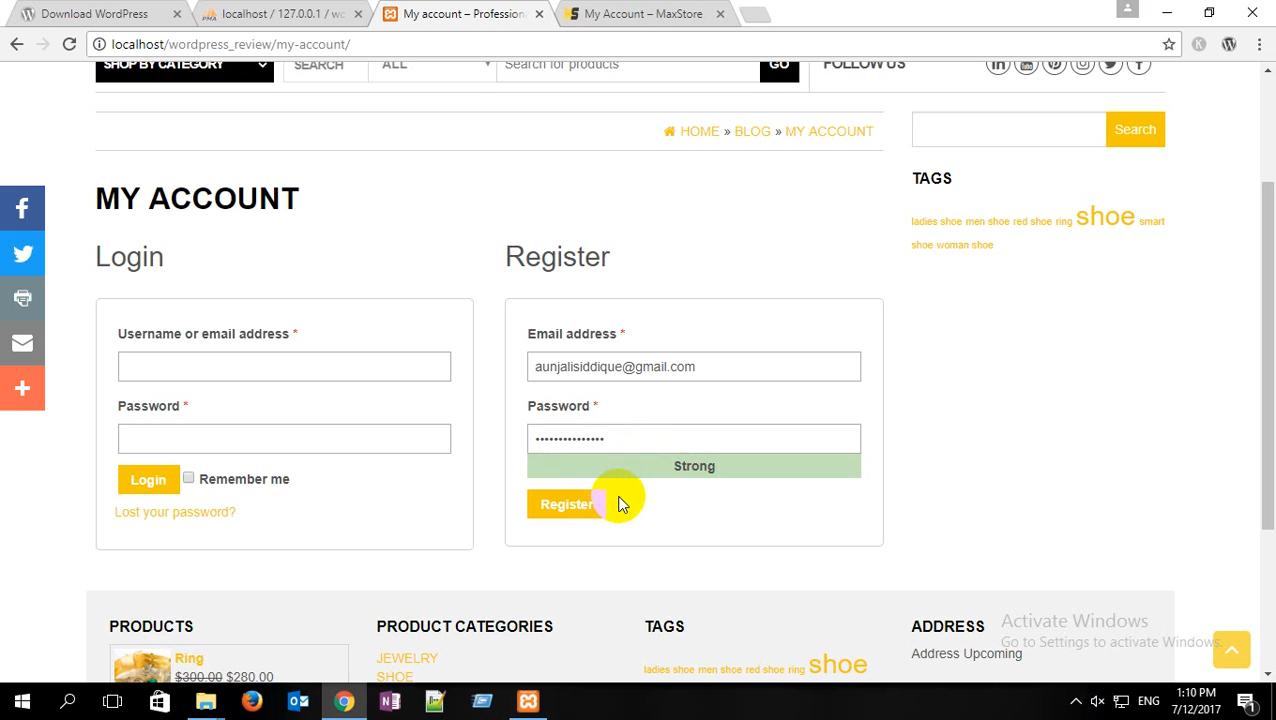 Download WordPress
localhost / 127.0.0.1 / wc
My account – Profession
My Account – MaxStore
localhost/wordpress_review/my-account/
SHOP BY CATEGORY
SEARCH
ALL
Search for products
GO
FOLLOW US
HOME » BLOG » MY ACCOUNT
Search
MY ACCOUNT
TAGS
ladies shoe men shoe red shoe ring shoe smart
shoe woman shoe
Login
Register
Username or email address *
Email address *
aunjalisiddique@gmail.com
Password *
Password *
•••••••••••••••
Strong
Login
Remember me
Register
Lost your password?
PRODUCTS
PRODUCT CATEGORIES
TAGS
ADDRESS
Activate Windows
Go to Settings to activate Windows.
Ring
$300.00 $280.00
JEWELRY
SHOE
ladies shoe men shoe red shoe ring shoe
Address Upcoming
ENG
1:10 PM
7/12/2017
1